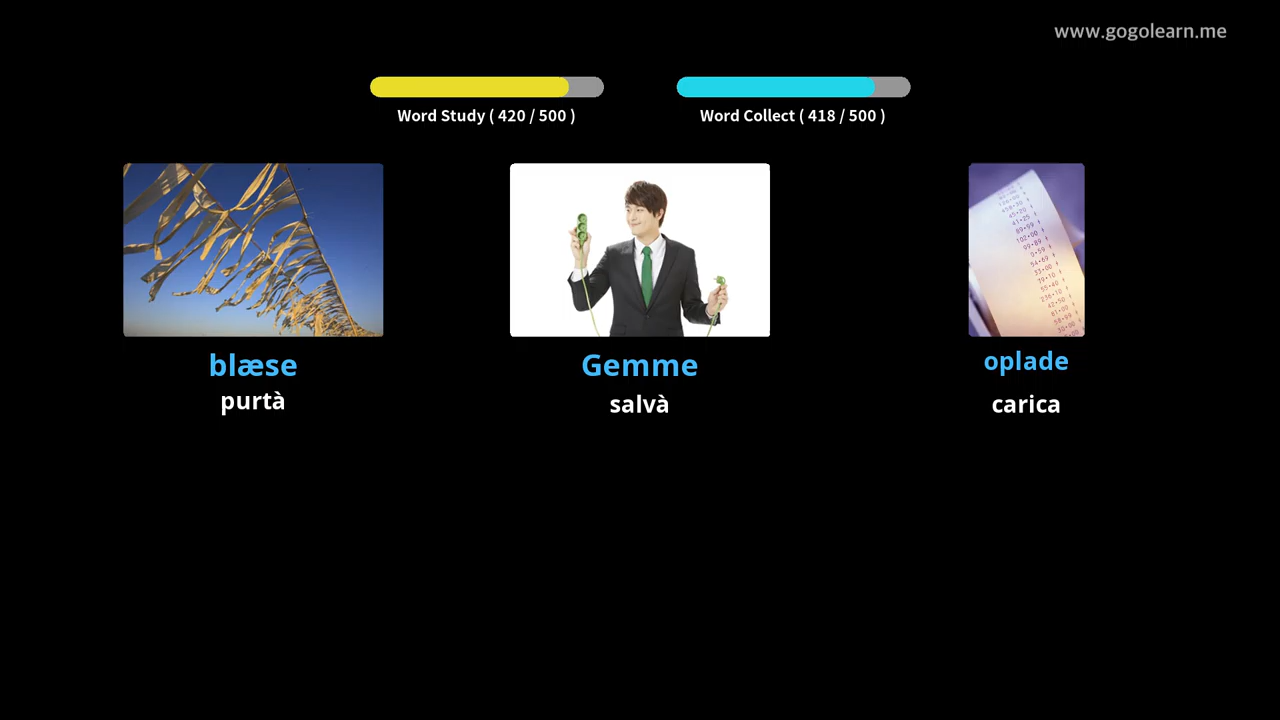 www.gogolearn.me
Word Study ( 420 / 500 )
Word Collect ( 418 / 500 )
blæse
Gemme
oplade
purtà
salvà
carica